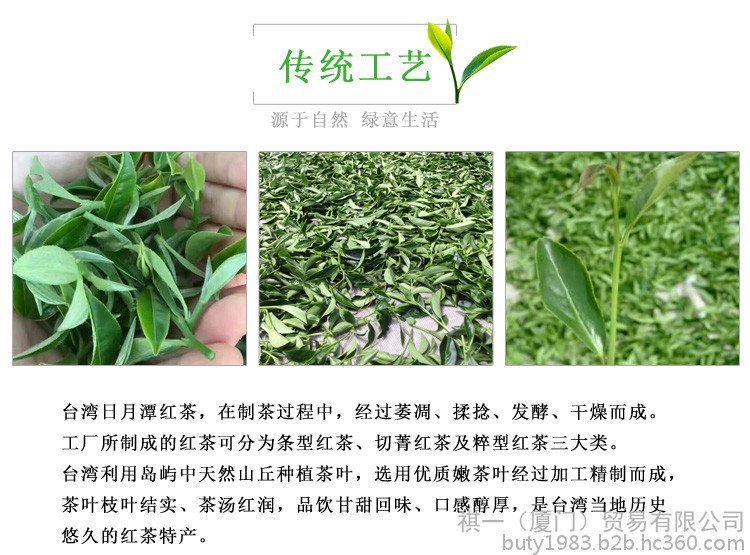 传统工艺
源于自然 绿意生活
台湾日月潭红茶，在制茶过程中，经过萎凋、揉捻、发酵、干燥而成。
工厂所制成的红茶可分为条型红茶、切菁红茶及粹型红茶三大类。
台湾利用岛屿中天然山丘种植茶叶，选用优质嫩茶叶经过加工精制而成，
茶叶枝叶结实、茶汤红润，品饮甘甜回味、口感醇厚，是台湾当地历史
悠久的红茶特产。
祺一（厦门）贸易有限公司
buty1983.b2b.hc360.com